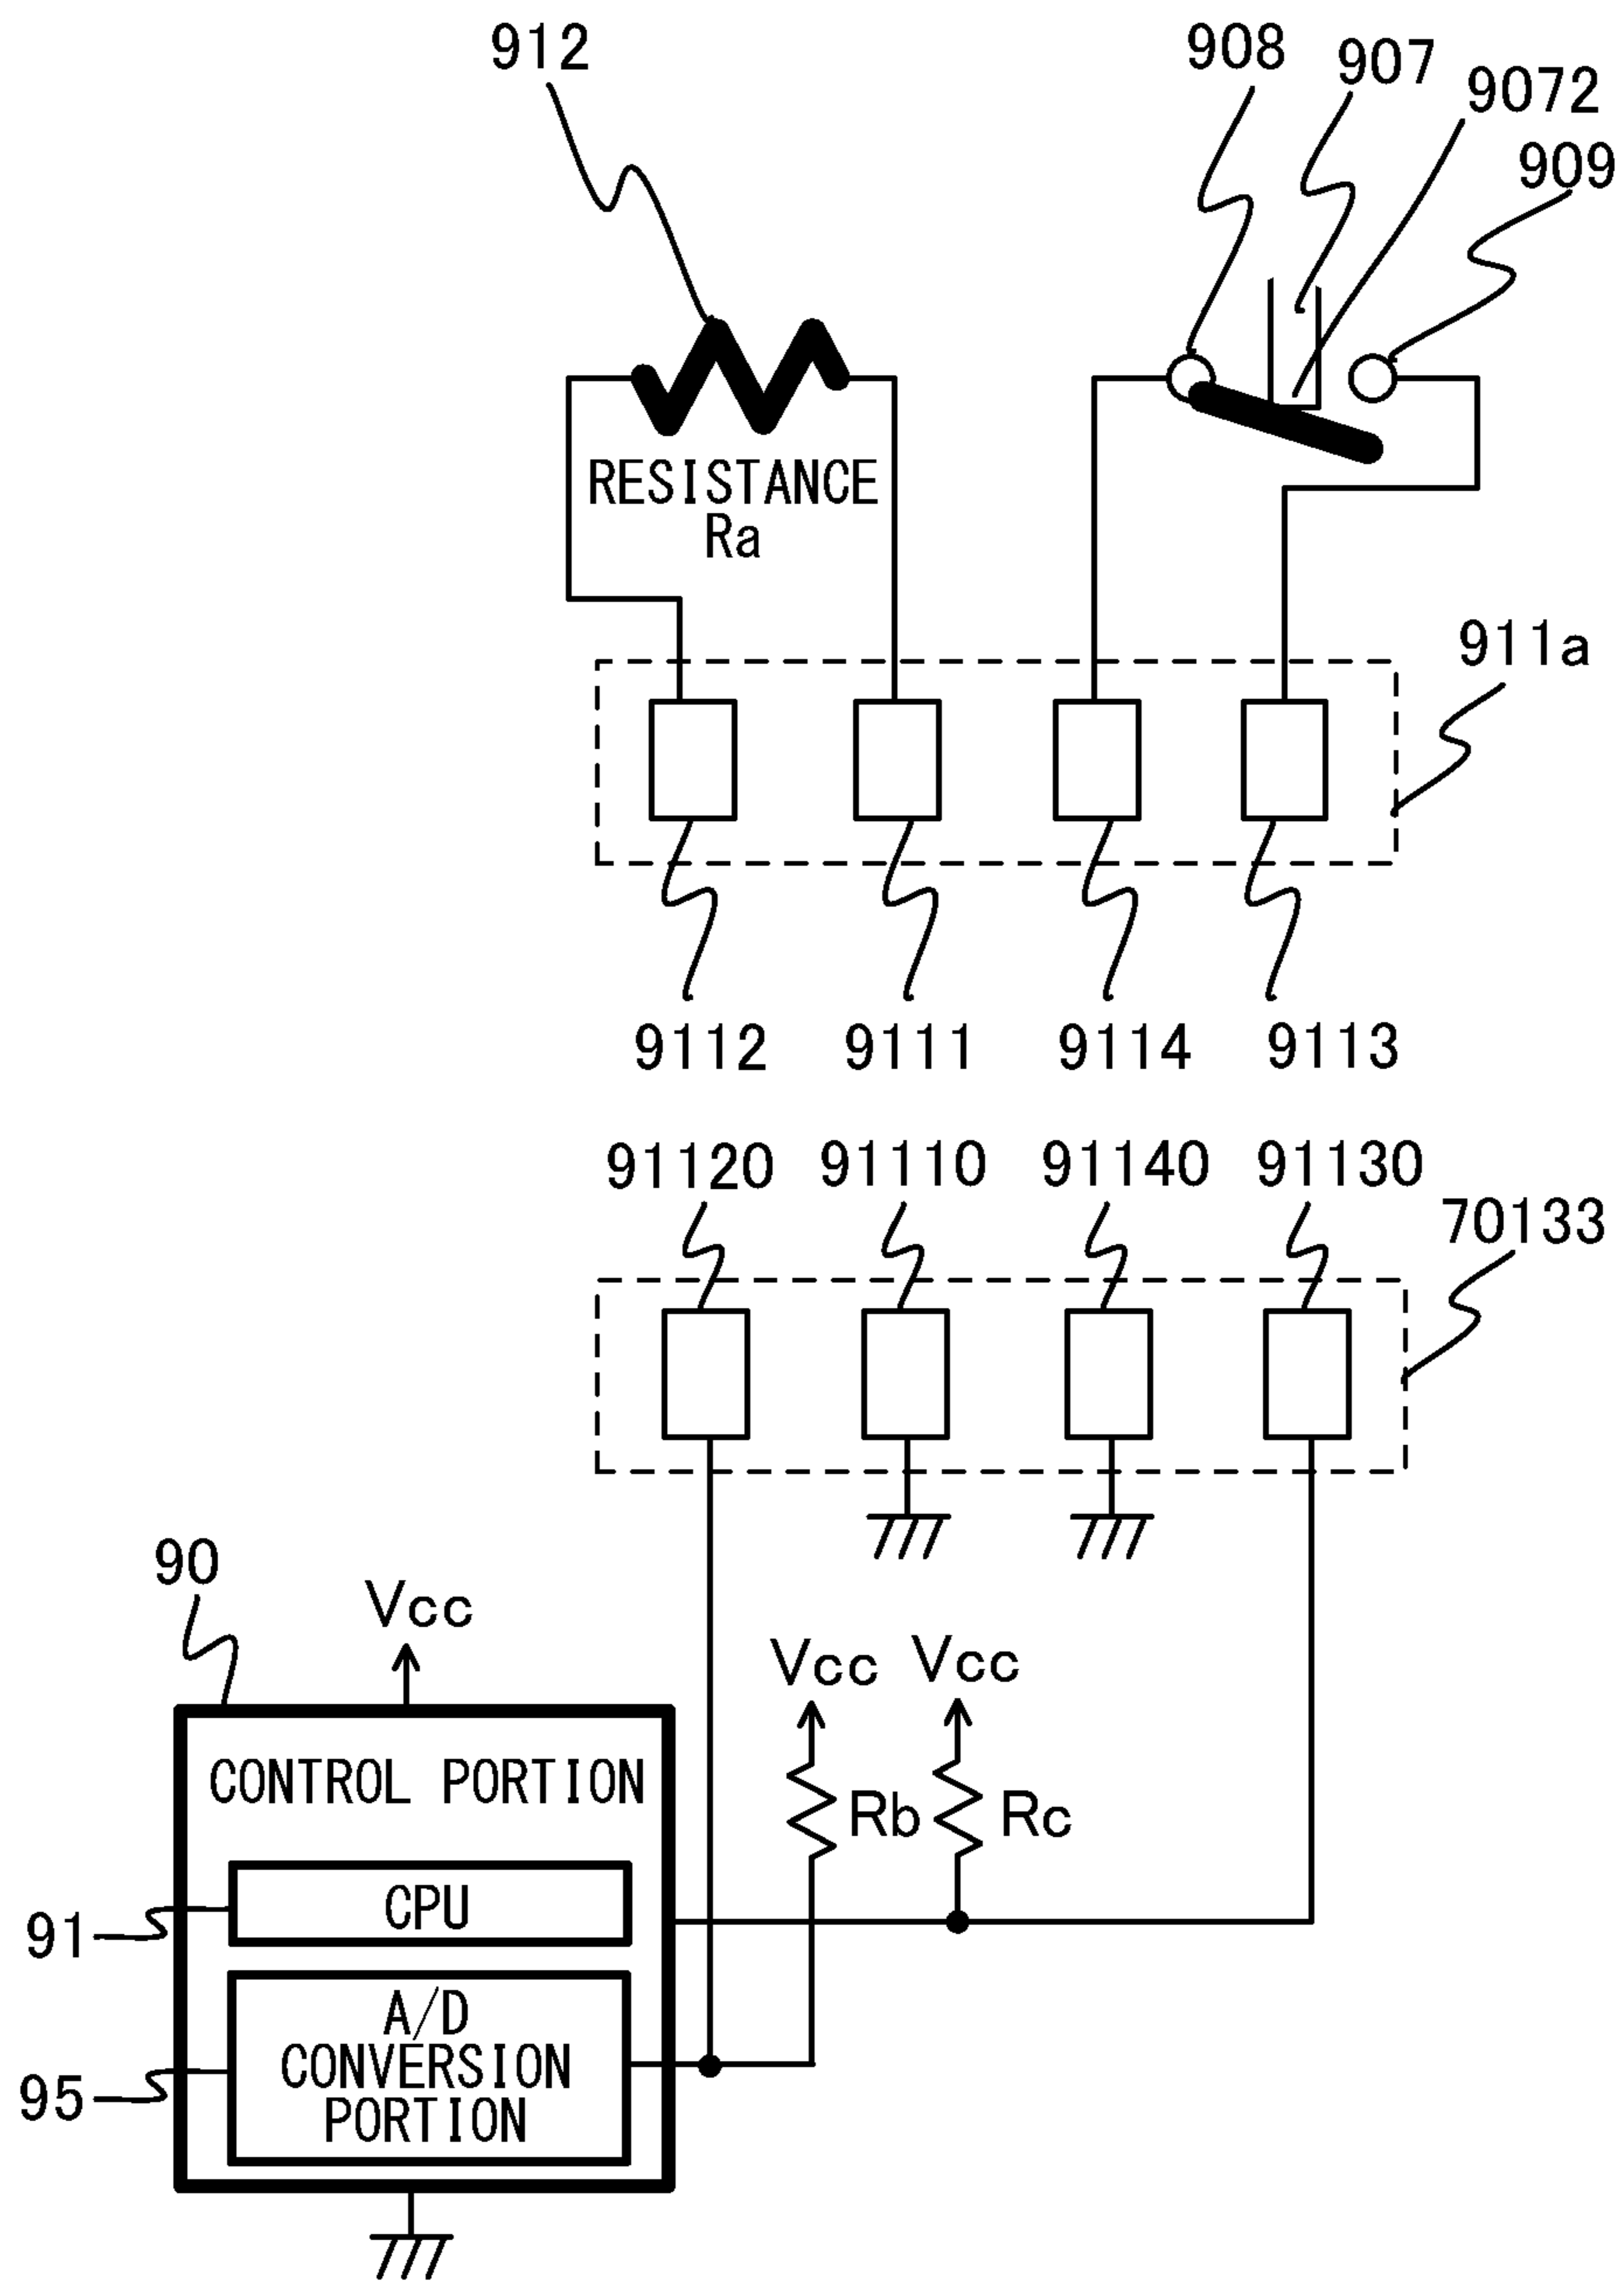 912
908
907
9072
909
RESISTANCE
Ra
911a
9112
9111
9114
9113
91120
91110
91140
91130
70133
90
Vcc
Vcc
Vcc
CONTROL PORTION
Rb
Rc
CPU
91
A/D
CONVERSION
PORTION
95